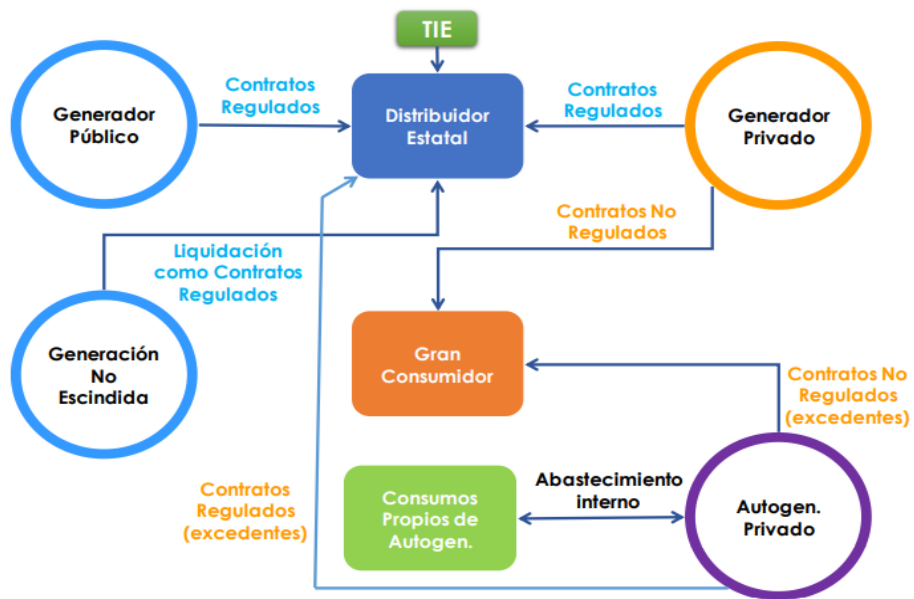 TIE
Contratos
Regulados
Contratos
Regulados
Generador
Público
Distribuidor
Estatal
Generador
Privado
Contratos No
Regulados
Liquidación
como Contratos
Regulados
Generación
No
Escindida
Gran
Consumidor
Contratos No
Regulados
(excedentes)
Contratos
Regulados
(excedentes)
Consumos
Propios de
Autogen.
Abastecimiento
interno
Autogen.
Privado